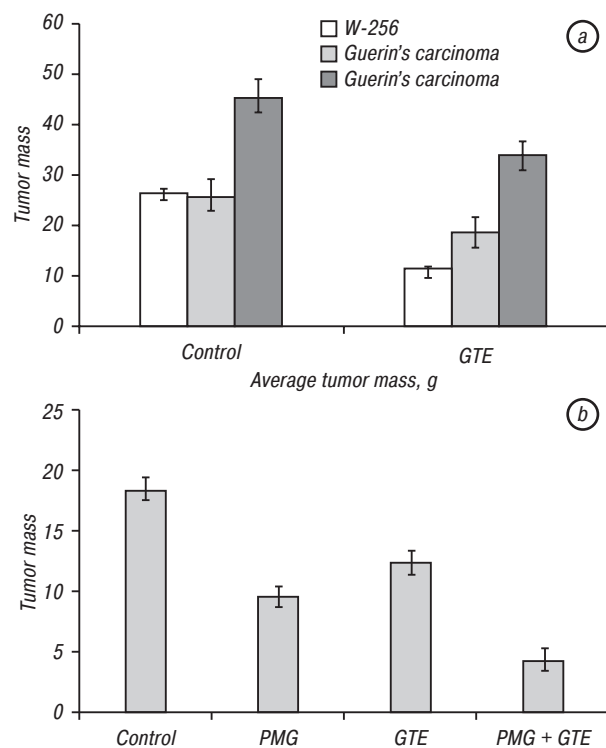 60
50
40
30
20
10
0
Tumor mass
W-256
Guerin's carcinoma
Guerin's carcinoma
a
Control GTE
Average tumor mass, g
25
20
15
10
5
0
Tumor mass
b
Control PMG GTE PMG + GTE